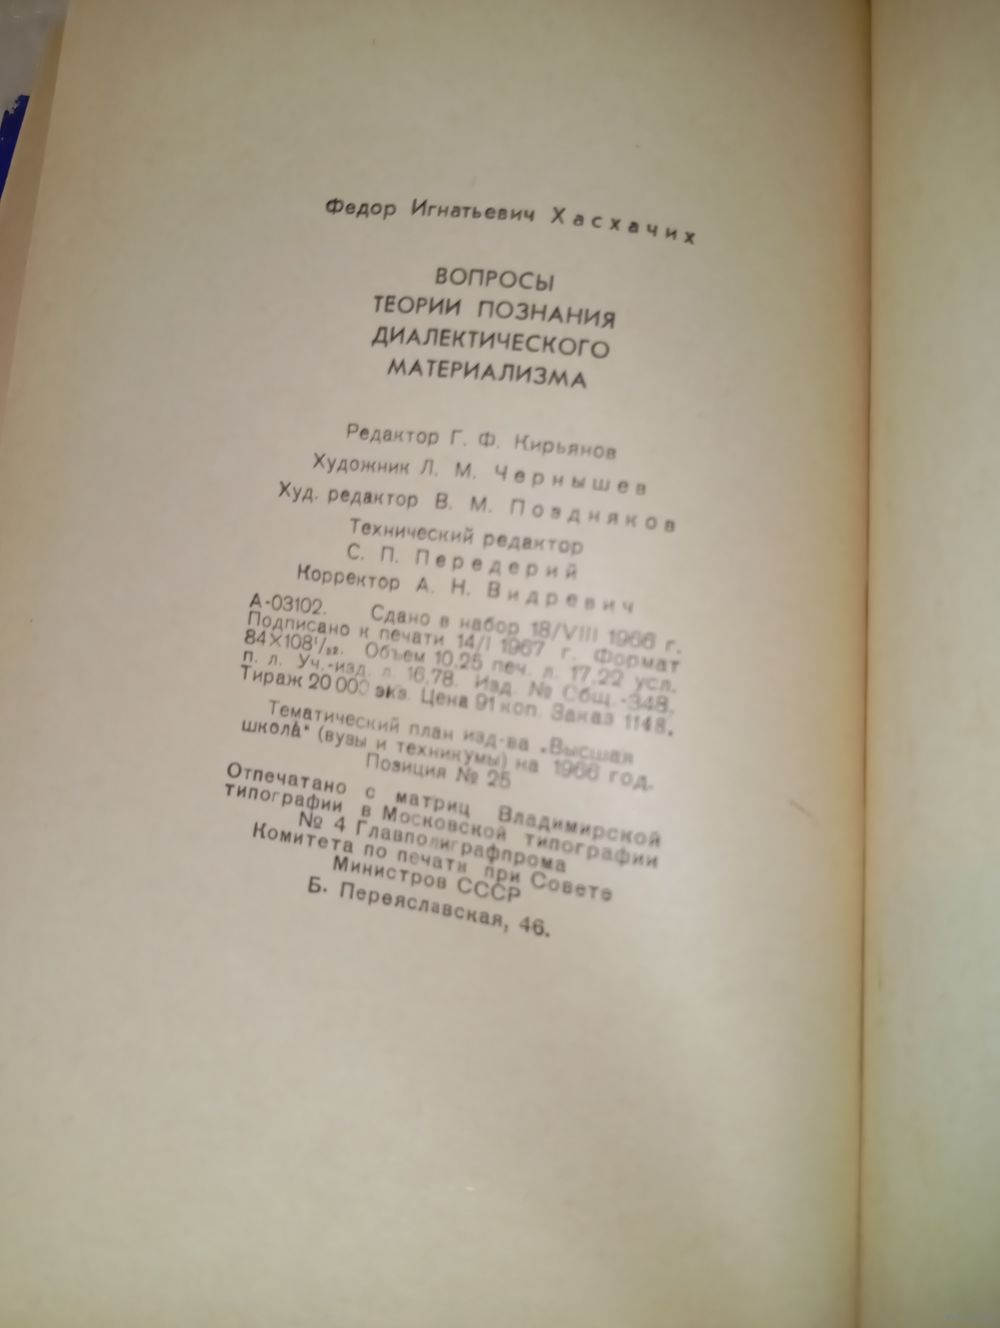 Федор Игнатьевич Хасхачих
ВОПРОСЫ
ТЕОРИИ ПОЗНАНИЯ
ДИАЛЕКТИЧЕСКОГО
МАТЕРИАЛИЗМА
Редактор Г. Ф. Кирьянов
Художник Л. М. Чернышев
Худ. редактор В. М. Поздняков
Технический редактор
С. П. Передерий
Корректор А. Н. Видревич
А-03102. Сдано в набор 18/VIII 1966 г.
Подписано к печати 14/I 1967 г. Формат
84×108¹/₃₂. Объем 10,25 печ. л. 17,22 усл.
п. л. Уч.-изд. л. 16,78. Изд. № Сбщ.-348.
Тираж 20 000 экз. Цена 91 коп. Заказ 1148.
Тематический план изд-ва „Высшая
школа" (вузы и техникумы) на 1966 год.
Позиция № 25
Отпечатано с матриц Владимирской
типографии в Московской типографии
№ 4 Главполиграфпрома
Комитета по печати при Совете
Министров СССР
Б. Переяславская, 46.